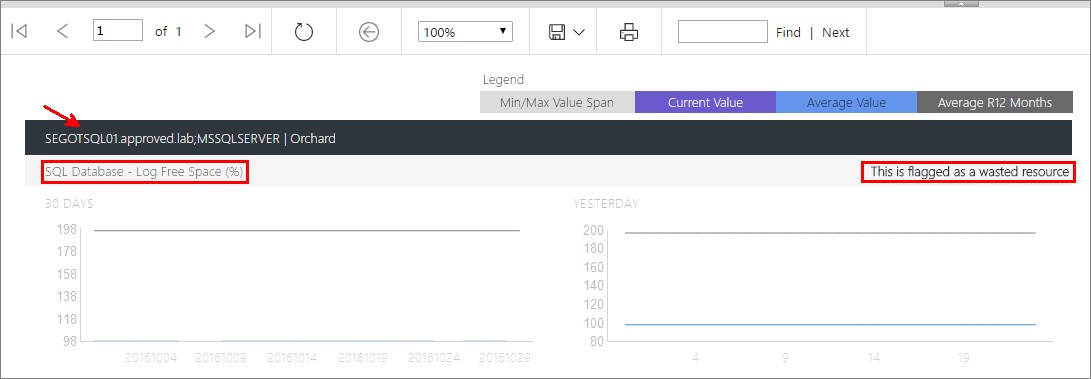 1 of 1 100% Find | Next
Legend
Min/Max Value Span Current Value Average Value Average R12 Months
SEGOTSQL01.approved.lab;MSSQLSERVER | Orchard
SQL Database - Log Free Space (%) This is flagged as a wasted resource
30 DAYS YESTERDAY
198 200
178 180
158 160
138 140
118 120
98 100
80
20161004 20161009 20161014 20161019 20161024 20161029 4 9 14 19